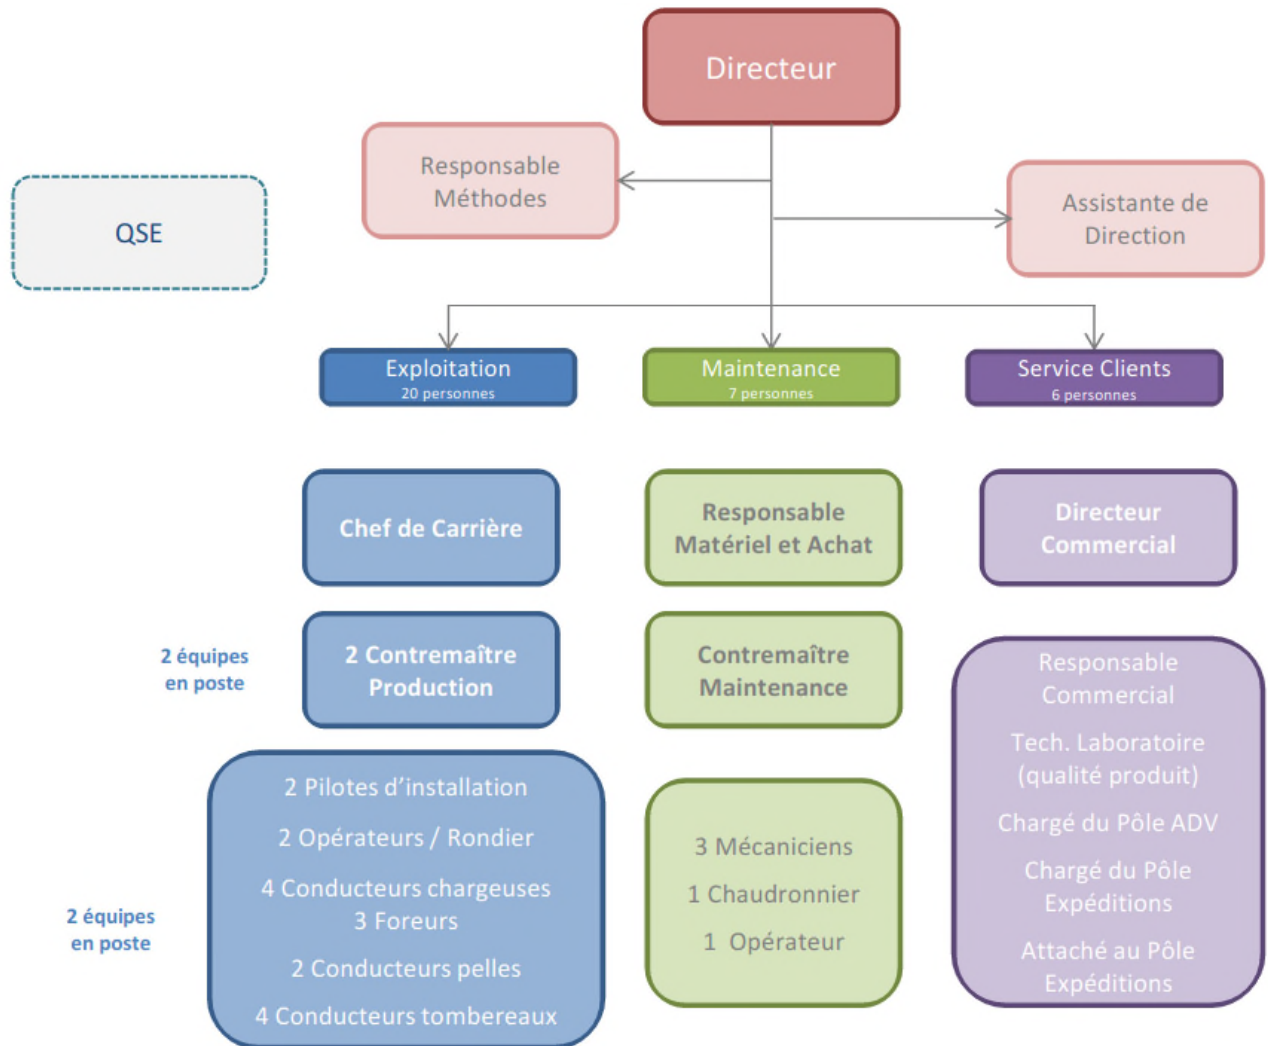 Directeur
Responsable
Méthodes
Assistante de
Direction
QSE
Exploitation
20 personnes
Maintenance
7 personnes
Service Clients
6 personnes
Chef de Carrière
Responsable
Matériel et Achat
Directeur
Commercial
2 équipes
en poste
2 Contremaître
Production
Contremaître
Maintenance
2 équipes
en poste
2 Pilotes d'installation
2 Opérateurs / Rondier
4 Conducteurs chargeuses
3 Foreurs
2 Conducteurs pelles
4 Conducteurs tombereaux
3 Mécaniciens
1 Chaudronnier
1 Opérateur
Responsable
Commercial
Tech. Laboratoire
(qualité produit)
Chargé du Pôle ADV
Chargé du Pôle
Expéditions
Attaché au Pôle
Expéditions